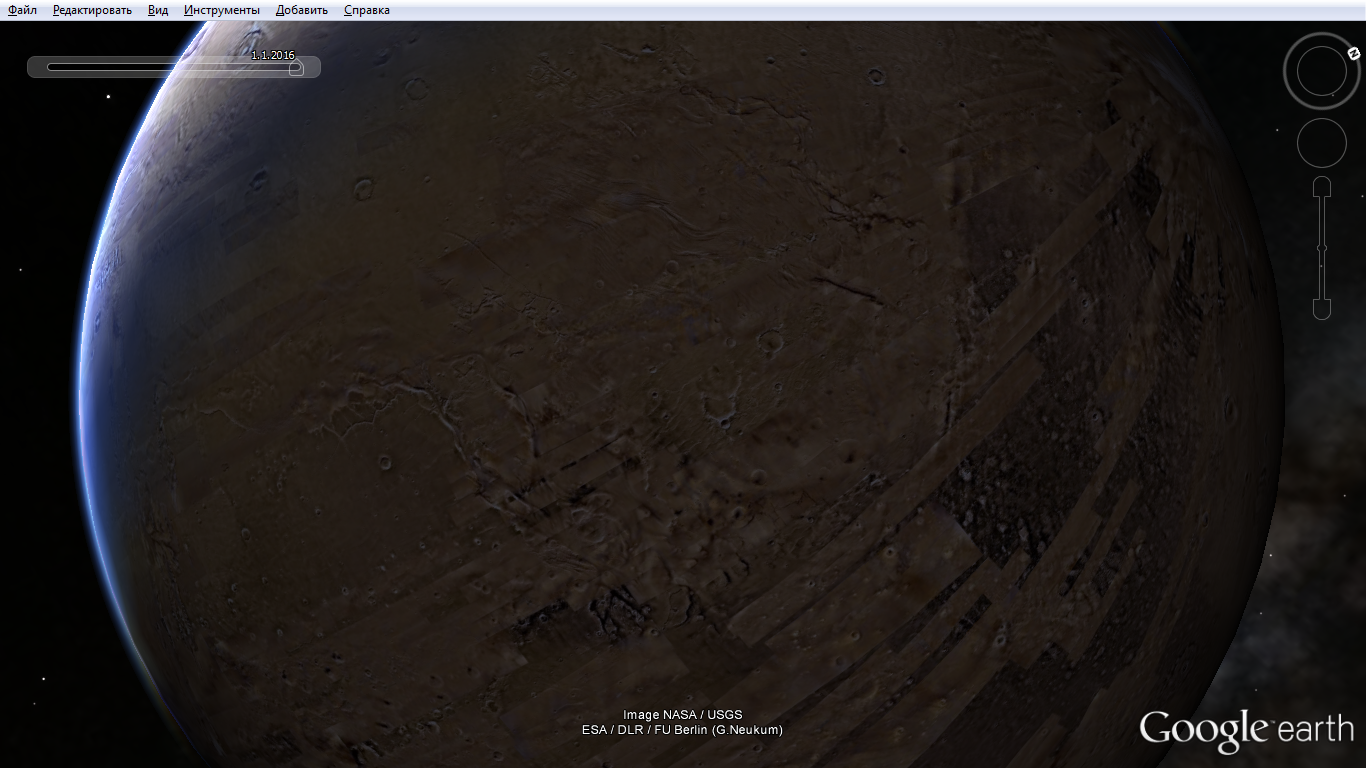 Файл Редактировать Вид Инструменты Добавить Справка
1.1.2016
N
Image NASA / USGS
ESA / DLR / FU Berlin (G.Neukum)
Google earth